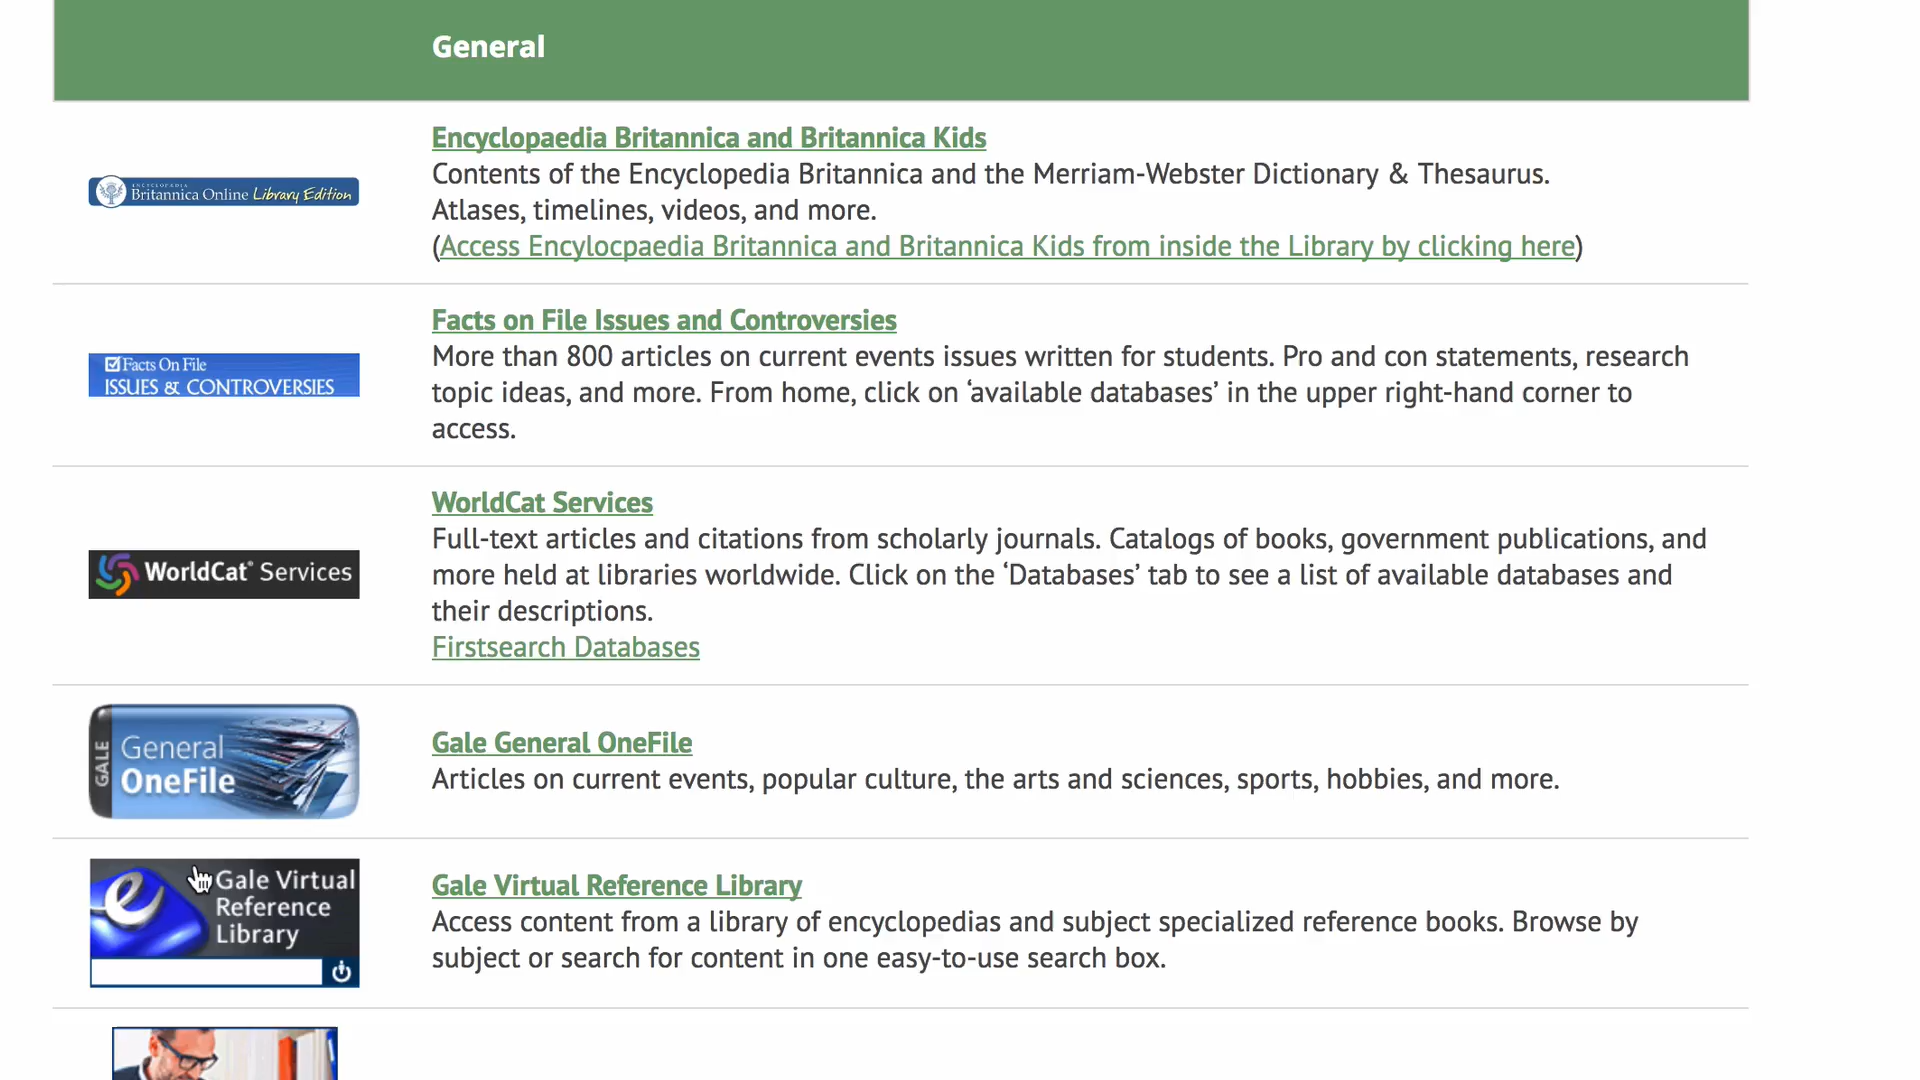 General
ENCYCLOPÆDIA
Britannica Online Library Edition
Encyclopaedia Britannica and Britannica Kids
Contents of the Encyclopedia Britannica and the Merriam-Webster Dictionary & Thesaurus.
Atlases, timelines, videos, and more.
(Access Encylocpaedia Britannica and Britannica Kids from inside the Library by clicking here)
Facts On File
ISSUES & CONTROVERSIES
Facts on File Issues and Controversies
More than 800 articles on current events issues written for students. Pro and con statements, research
topic ideas, and more. From home, click on ‘available databases’ in the upper right-hand corner to
access.
WorldCat® Services
WorldCat Services
Full-text articles and citations from scholarly journals. Catalogs of books, government publications, and
more held at libraries worldwide. Click on the ‘Databases’ tab to see a list of available databases and
their descriptions.
Firstsearch Databases
GALE
General
OneFile
Gale General OneFile
Articles on current events, popular culture, the arts and sciences, sports, hobbies, and more.
e
Gale Virtual
Reference
Library
Gale Virtual Reference Library
Access content from a library of encyclopedias and subject specialized reference books. Browse by
subject or search for content in one easy-to-use search box.